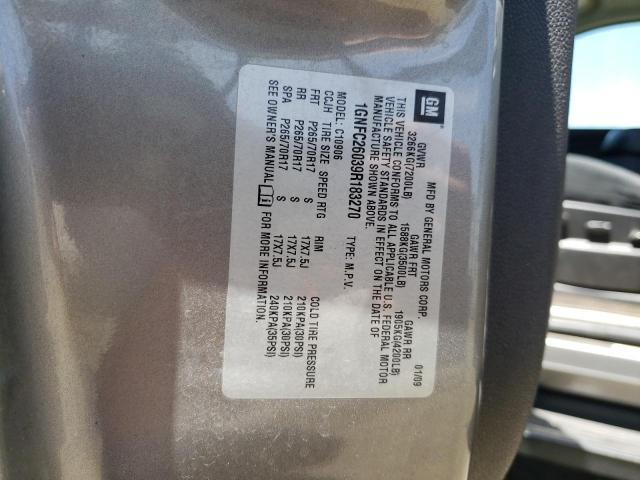 GM MFD BY GENERAL MOTORS CORP. 01/09
GVWR GAWR FRT GAWR RR
3266KG(7200LB) 1588KG(3500LB) 1905KG(4200LB)
THIS VEHICLE CONFORMS TO ALL APPLICABLE U.S. FEDERAL MOTOR
VEHICLE SAFETY STANDARDS IN EFFECT ON THE DATE OF
MANUFACTURE SHOWN ABOVE.
1GNFC26039R183270 TYPE: M.P.V.
MODEL: C10906
CCJH TIRE SIZE SPEED RTG RIM COLD TIRE PRESSURE
FRT P265/70R17 S 17X7.5J 210KPA(30PSI)
RR P265/70R17 S 17X7.5J 210KPA(30PSI)
SPA P265/70R17 S 17X7.5J 240KPA(35PSI)
SEE OWNER'S MANUAL FOR MORE INFORMATION.